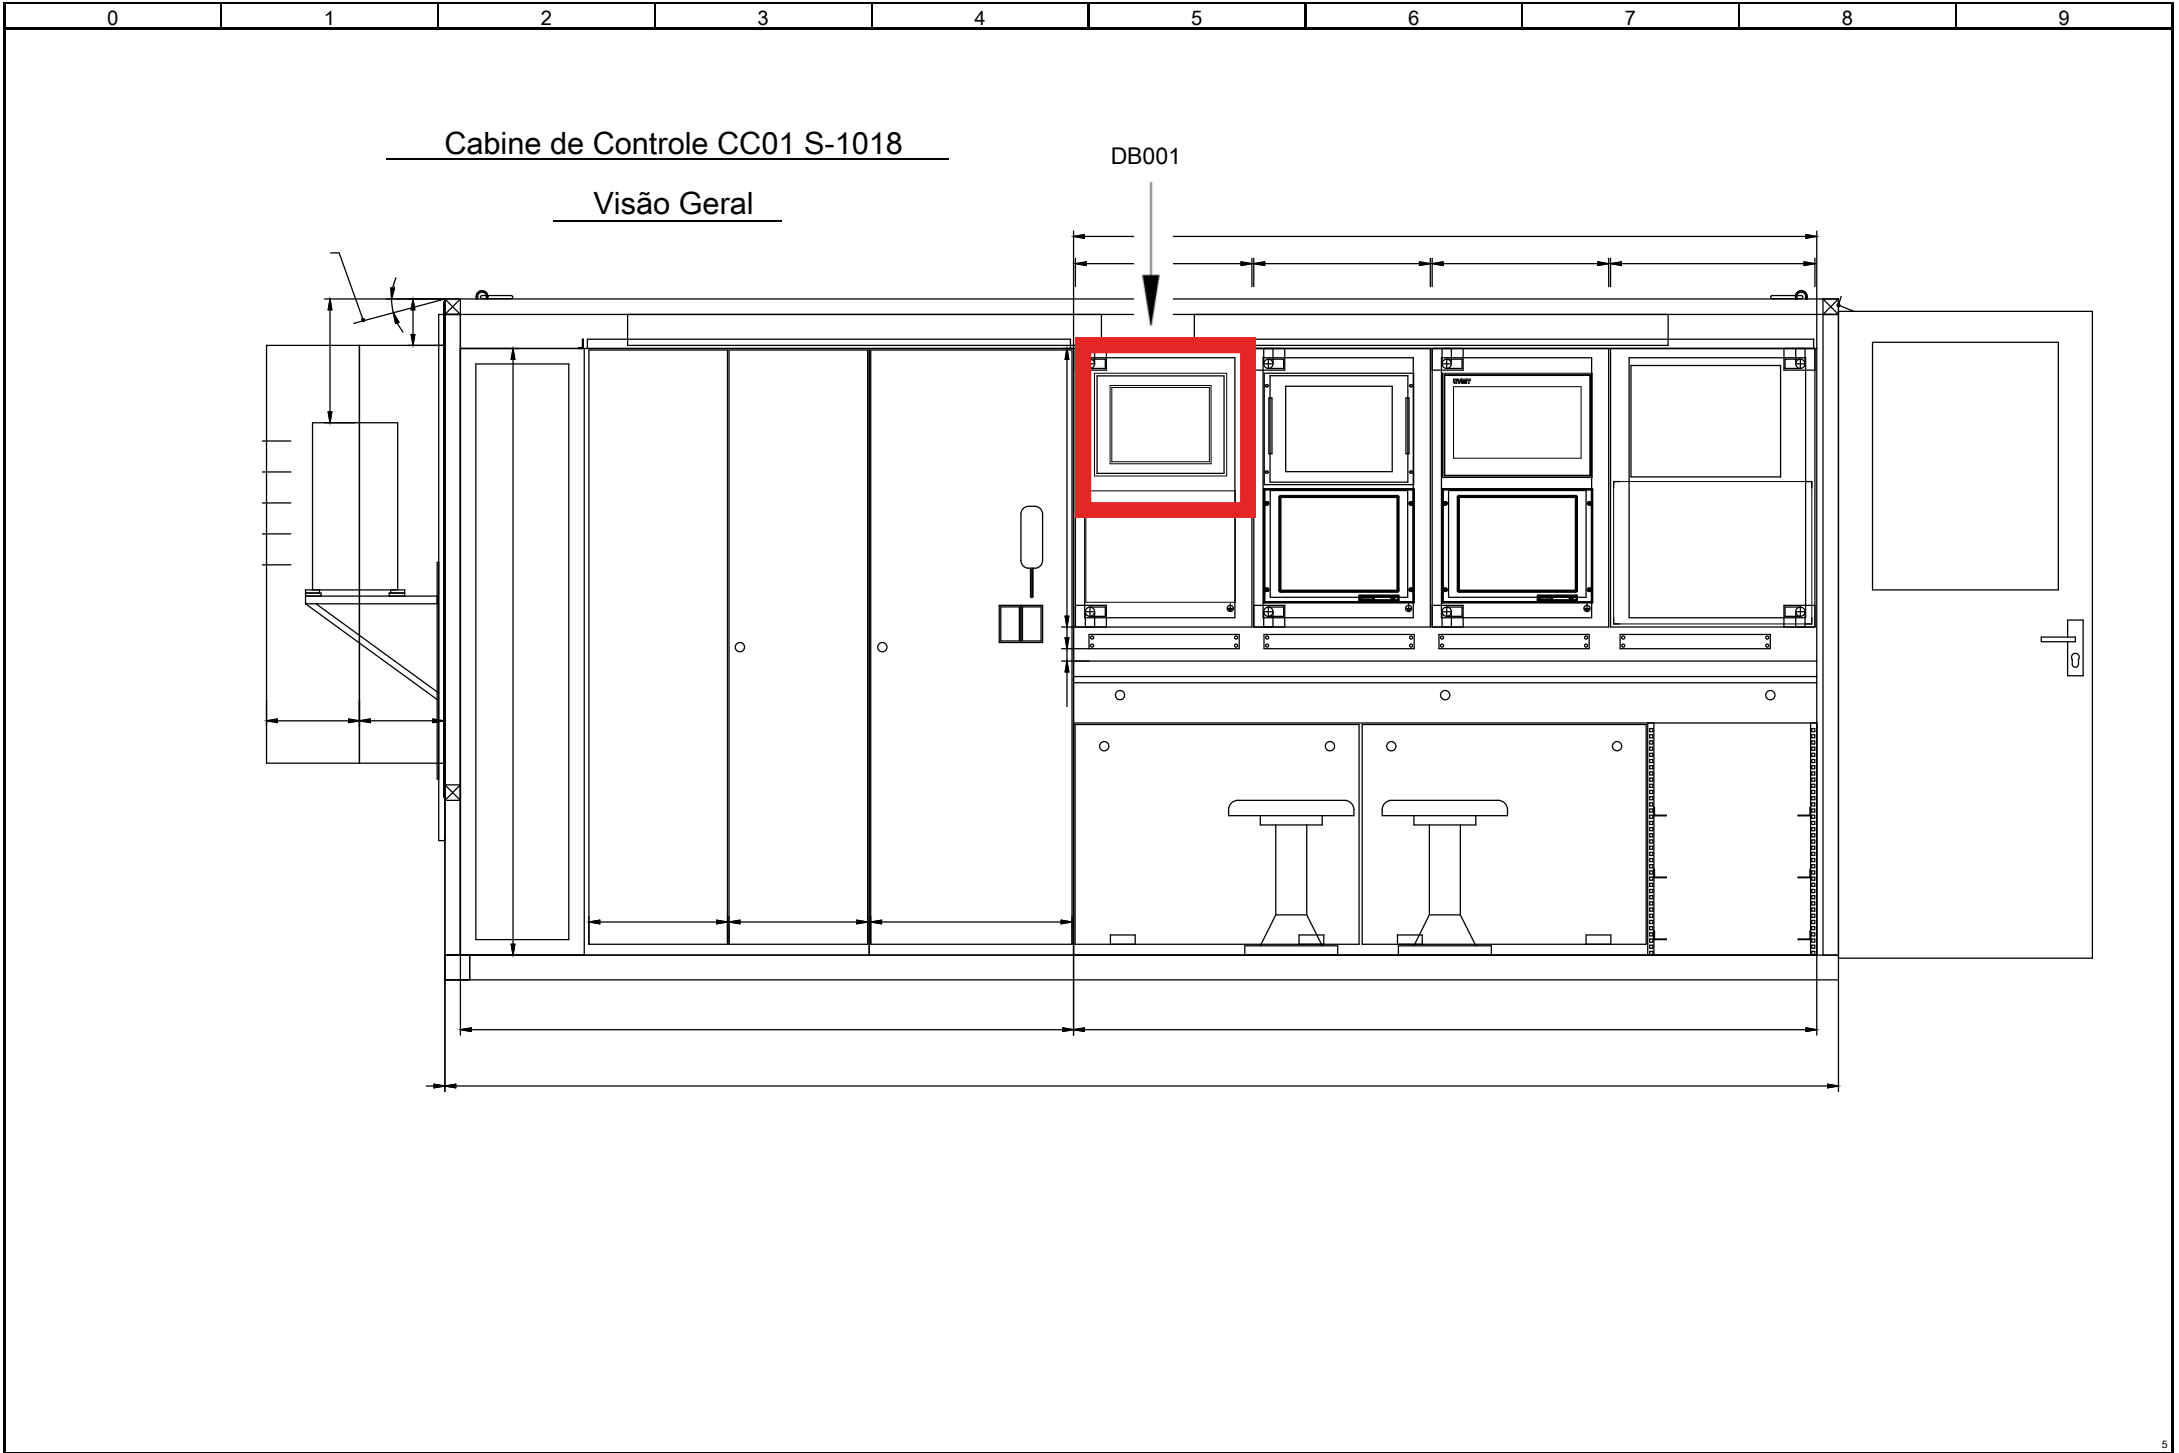 0 1 2 3 4 5 6 7 8 9
Cabine de Controle CC01 S-1018
DB001
Visão Geral
5